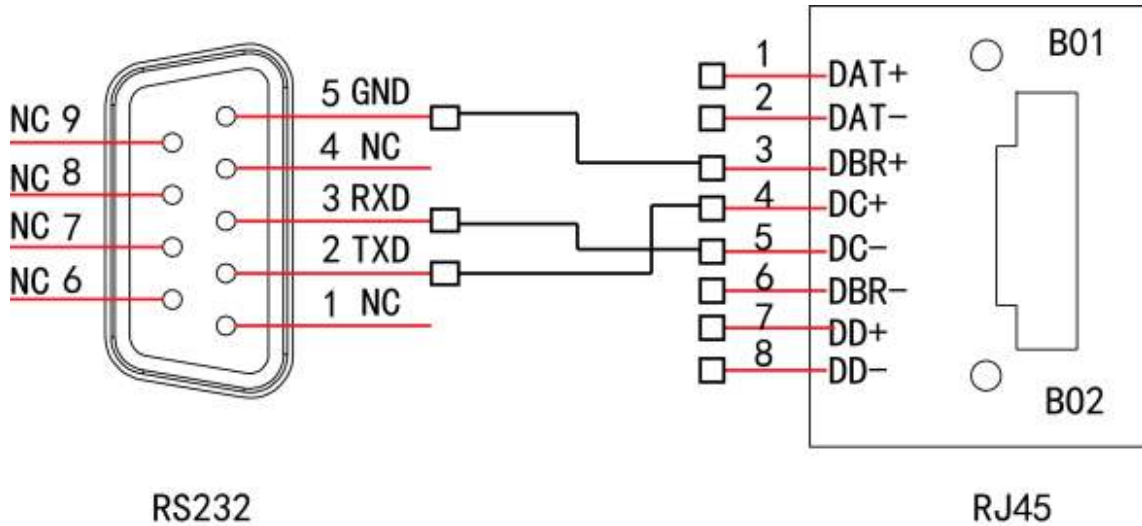 NC 9
NC 8
NC 7
NC 6
5 GND
4 NC
3 RXD
2 TXD
1 NC
1 DAT+
2 DAT-
3 DBR+
4 DC+
5 DC-
6 DBR-
7 DD+
8 DD-
B01
B02
RS232
RJ45